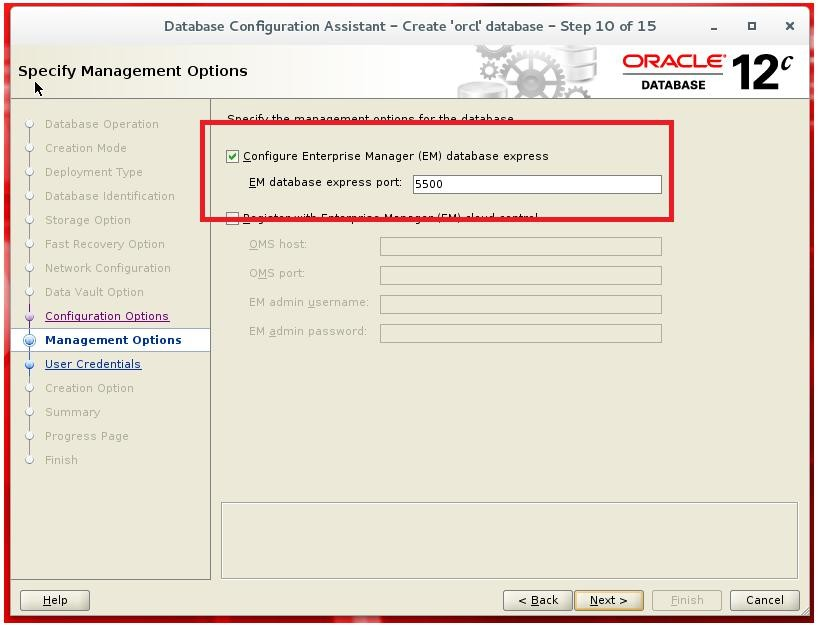 Database Configuration Assistant – Create 'orcl' database – Step 10 of 15
Specify Management Options
ORACLE
DATABASE
12c
Database Operation
Creation Mode
Deployment Type
Database Identification
Storage Option
Fast Recovery Option
Network Configuration
Data Vault Option
Configuration Options
Management Options
User Credentials
Creation Option
Summary
Progress Page
Finish
Specify the management options for the database.
Configure Enterprise Manager (EM) database express
EM database express port: 5500
Register with Enterprise Manager (EM) cloud control
OMS host:
OMS port:
EM admin username:
EM admin password:
Help
< Back
Next >
Finish
Cancel